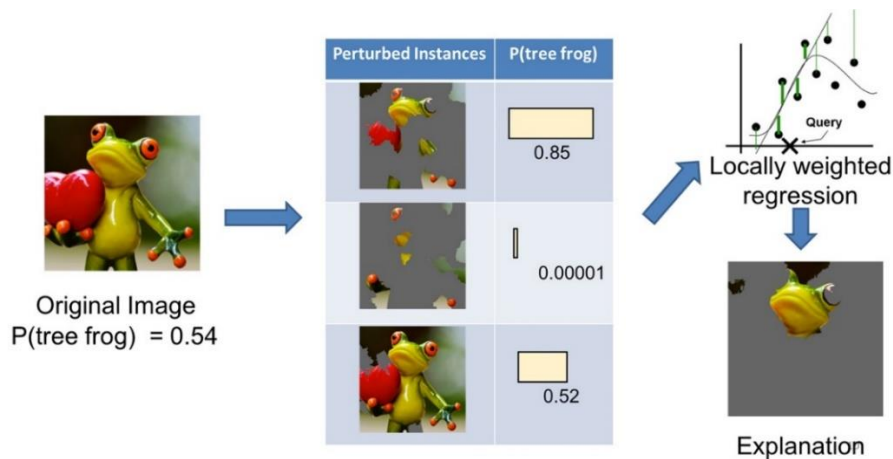 Original Image
P(tree frog) = 0.54
Perturbed Instances
P(tree frog)
0.85
0.00001
0.52
Query
Locally weighted
regression
Explanation